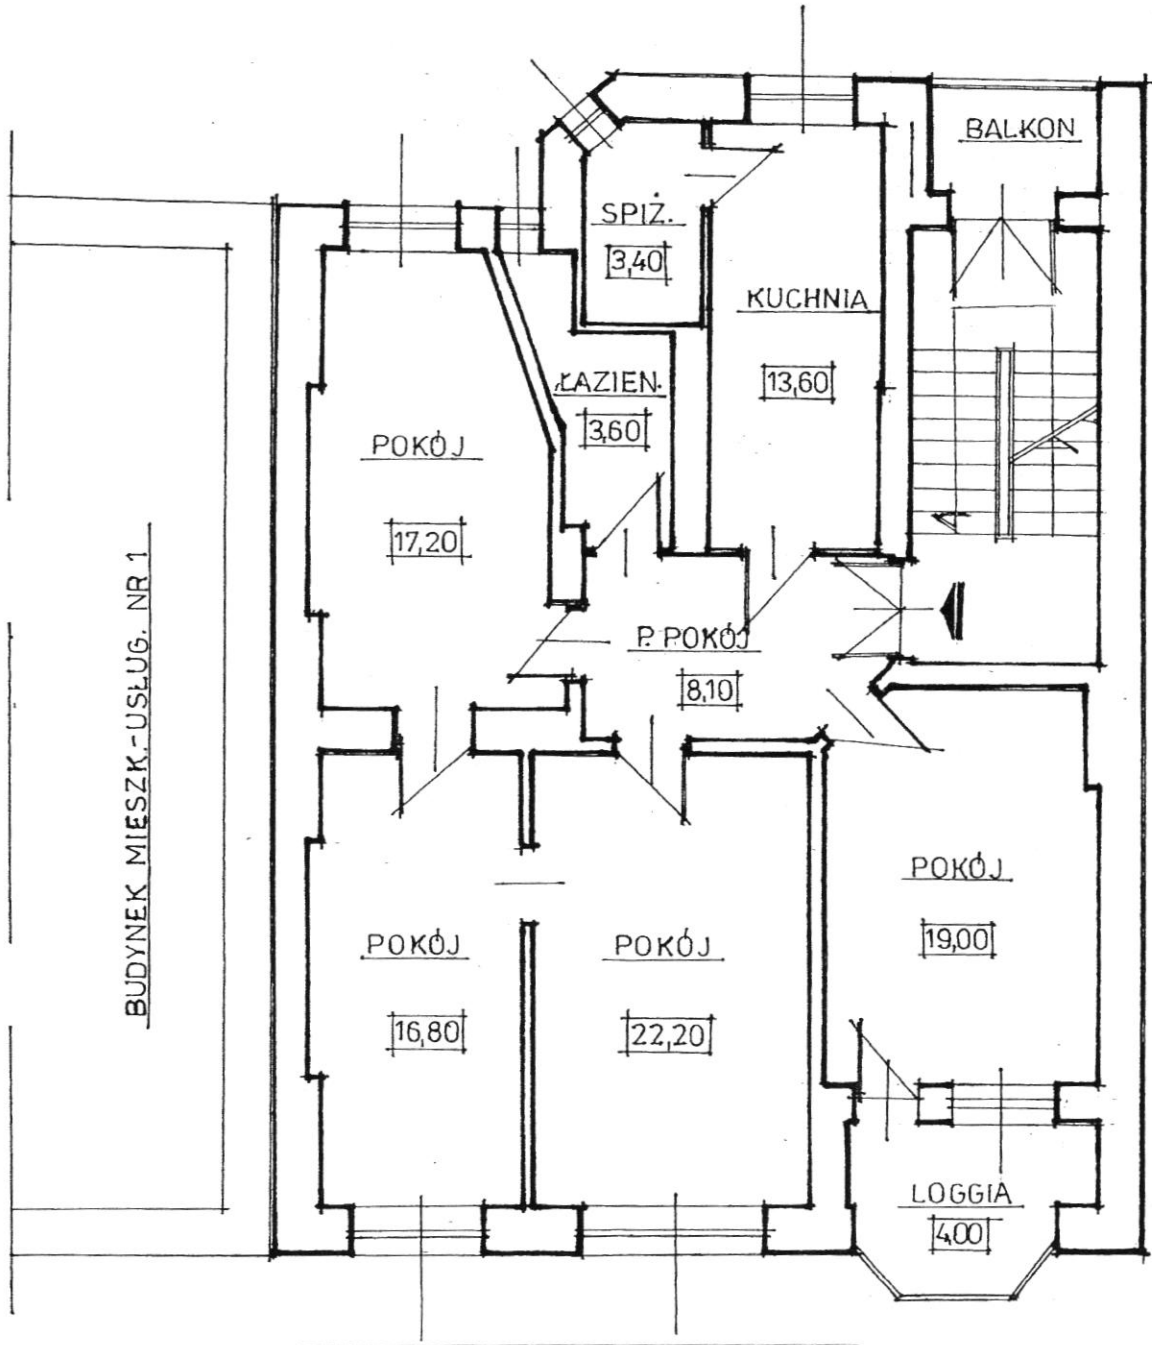 BALKON
SPIŻ.
3,40
KUCHNIA
13,60
ŁAZIEN.
3,60
POKÓJ
17,20
P. POKÓJ
8,10
BUDYNEK MIESZK.-USŁUG. NR 1
POKÓJ
19,00
POKÓJ
16,80
POKÓJ
22,20
LOGGIA
4,00